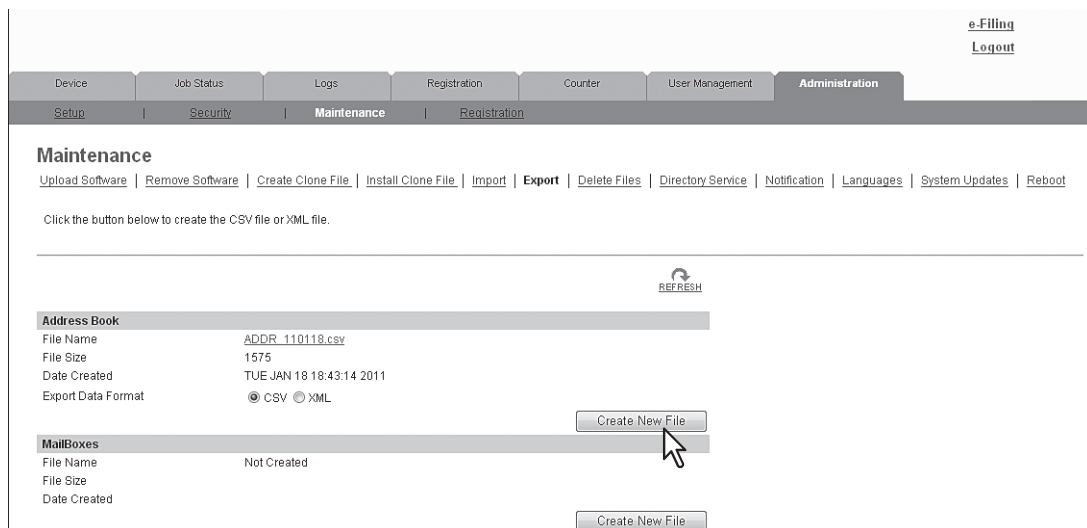 e-Filing
Logout
Device Job Status Logs Registration Counter User Management Administration
Setup | Security | Maintenance | Registration
Maintenance
Upload Software | Remove Software | Create Clone File | Install Clone File | Import | Export | Delete Files | Directory Service | Notification | Languages | System Updates | Reboot
Click the button below to create the CSV file or XML file.
REFRESH
Address Book
File Name ADDR_110118.csv
File Size 1575
Date Created TUE JAN 18 18:43:14 2011
Export Data Format CSV XML
Create New File
MailBoxes
File Name Not Created
File Size
Date Created
Create New File